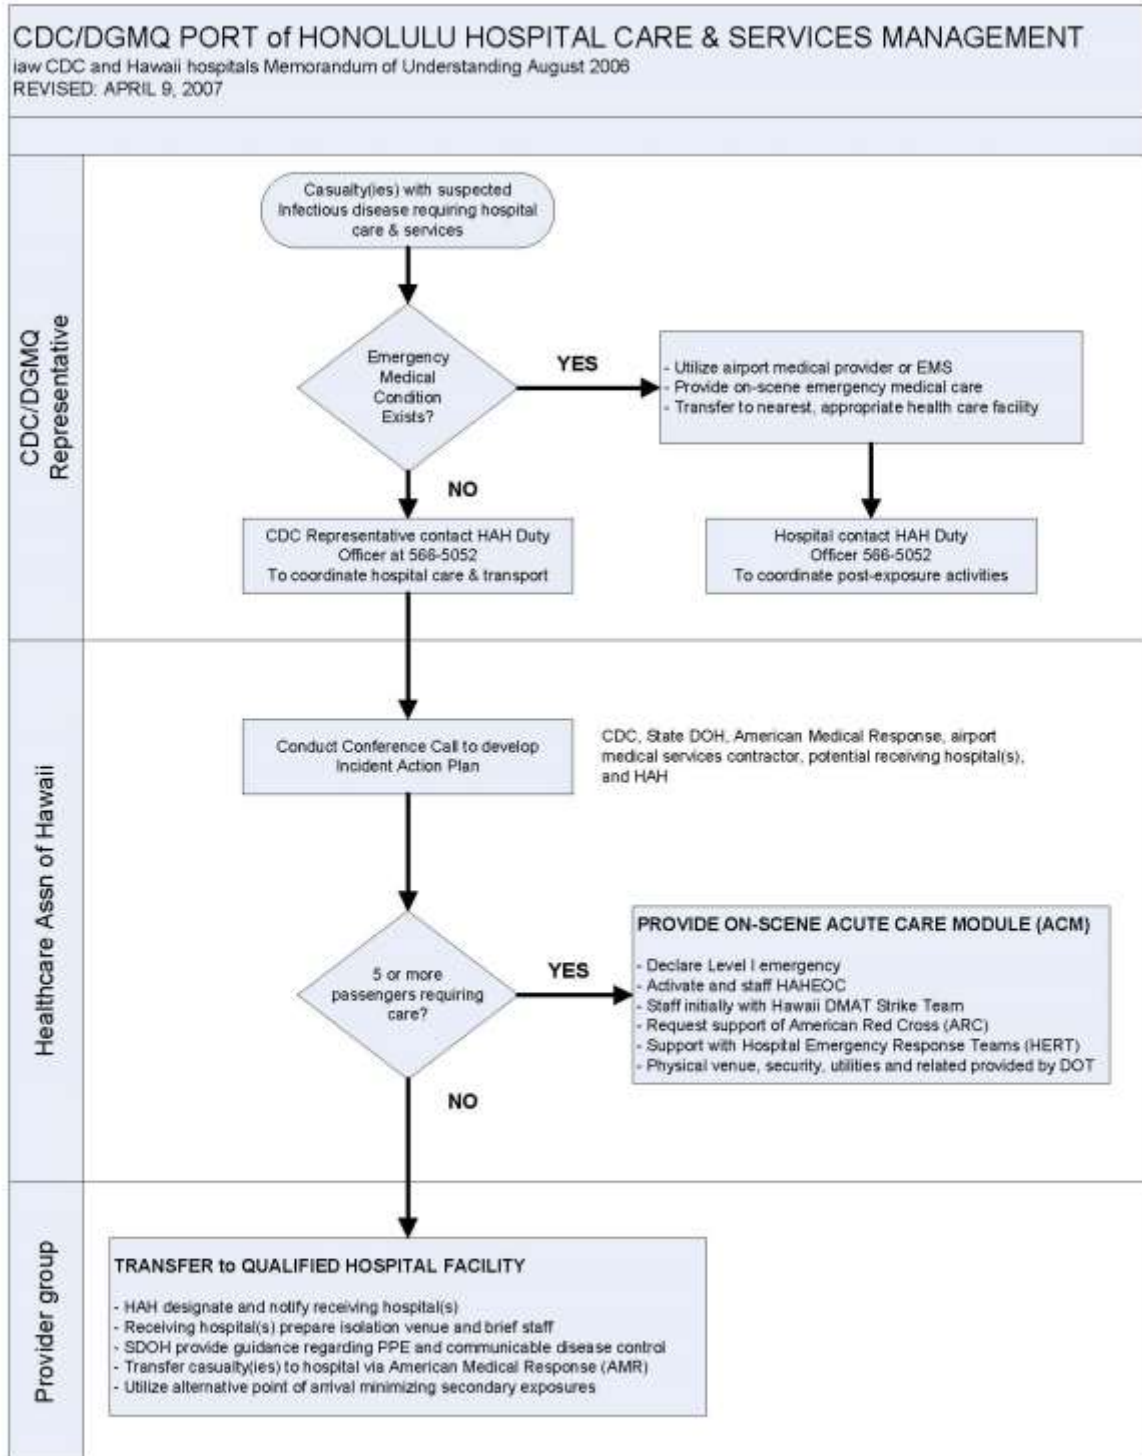 CDC/DGMQ PORT of HONOLULU HOSPITAL CARE & SERVICES MANAGEMENT
iaw CDC and Hawaii hospitals Memorandum of Understanding August 2006
REVISED: APRIL 9, 2007
CDC/DGMQ
Representative
Casualty(ies) with suspected
Infectious disease requiring hospital
care & services
Emergency
Medical
Condition
Exists?
YES
- Utilize airport medical provider or EMS
- Provide on-scene emergency medical care
- Transfer to nearest, appropriate health care facility
NO
CDC Representative contact HAH Duty
Officer at 566-5052
To coordinate hospital care & transport
Hospital contact HAH Duty
Officer 566-5052
To coordinate post-exposure activities
Healthcare Assn of Hawaii
Conduct Conference Call to develop
Incident Action Plan
CDC, State DOH, American Medical Response, airport
medical services contractor, potential receiving hospital(s),
and HAH
5 or more
passengers requiring
care?
YES
PROVIDE ON-SCENE ACUTE CARE MODULE (ACM)
- Declare Level I emergency
- Activate and staff HAHEOC
- Staff initially with Hawaii DMAT Strike Team
- Request support of American Red Cross (ARC)
- Support with Hospital Emergency Response Teams (HERT)
- Physical venue, security, utilities and related provided by DOT
NO
Provider group
TRANSFER to QUALIFIED HOSPITAL FACILITY
- HAH designate and notify receiving hospital(s)
- Receiving hospital(s) prepare isolation venue and brief staff
- SDOH provide guidance regarding PPE and communicable disease control
- Transfer casualty(ies) to hospital via American Medical Response (AMR)
- Utilize alternative point of arrival minimizing secondary exposures